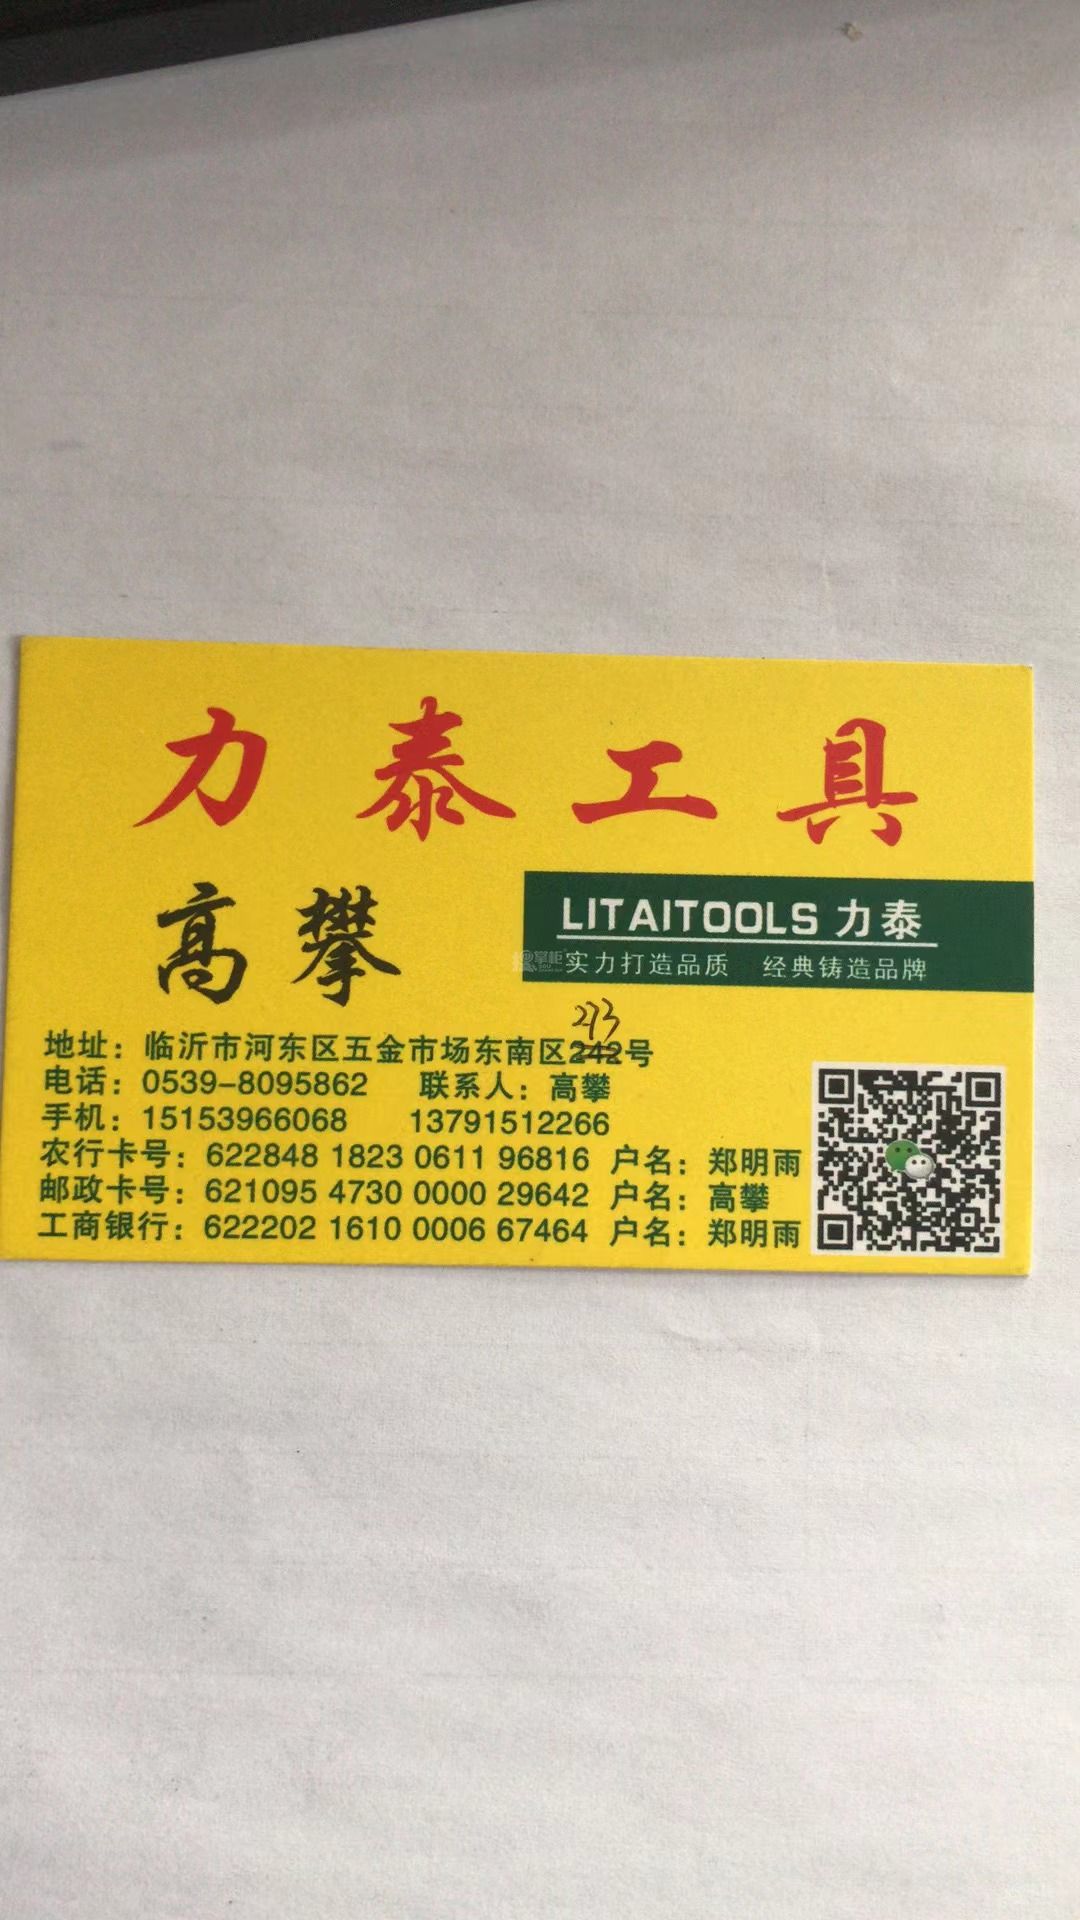 力泰工具
高攀
LITAITOOLS 力泰
实力打造品质 经典铸造品牌
273
地址：临沂市河东区五金市场东南区242号
电话：0539-8095862 联系人：高攀
手机：15153966068 13791512266
农行卡号：622848 1823 0611 96816 户名：郑明雨
邮政卡号：621095 4730 0000 29642 户名：高攀
工商银行：622202 1610 0006 67464 户名：郑明雨